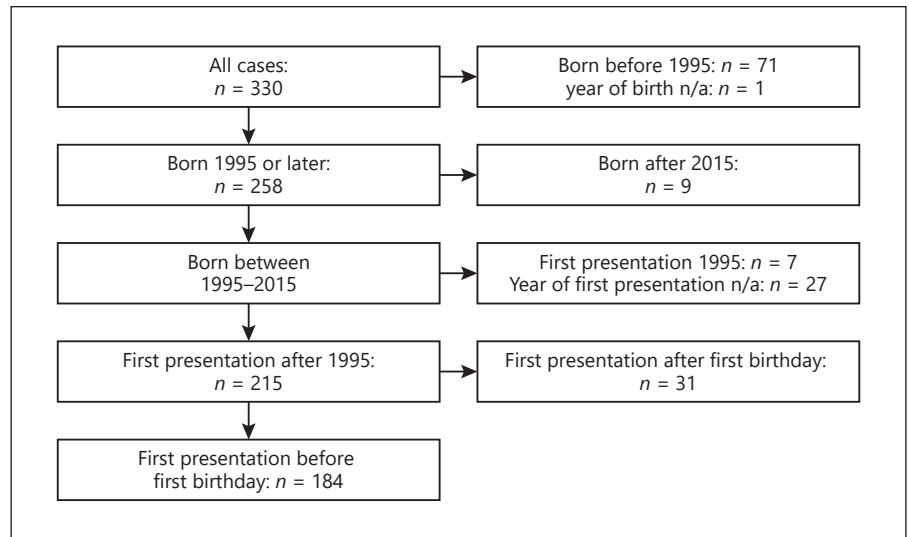 All cases:
n = 330
Born before 1995: n = 71
year of birth n/a: n = 1
Born 1995 or later:
n = 258
Born after 2015:
n = 9
Born between
1995–2015
First presentation 1995: n = 7
Year of first presentation n/a: n = 27
First presentation after 1995:
n = 215
First presentation after first birthday:
n = 31
First presentation before
first birthday: n = 184